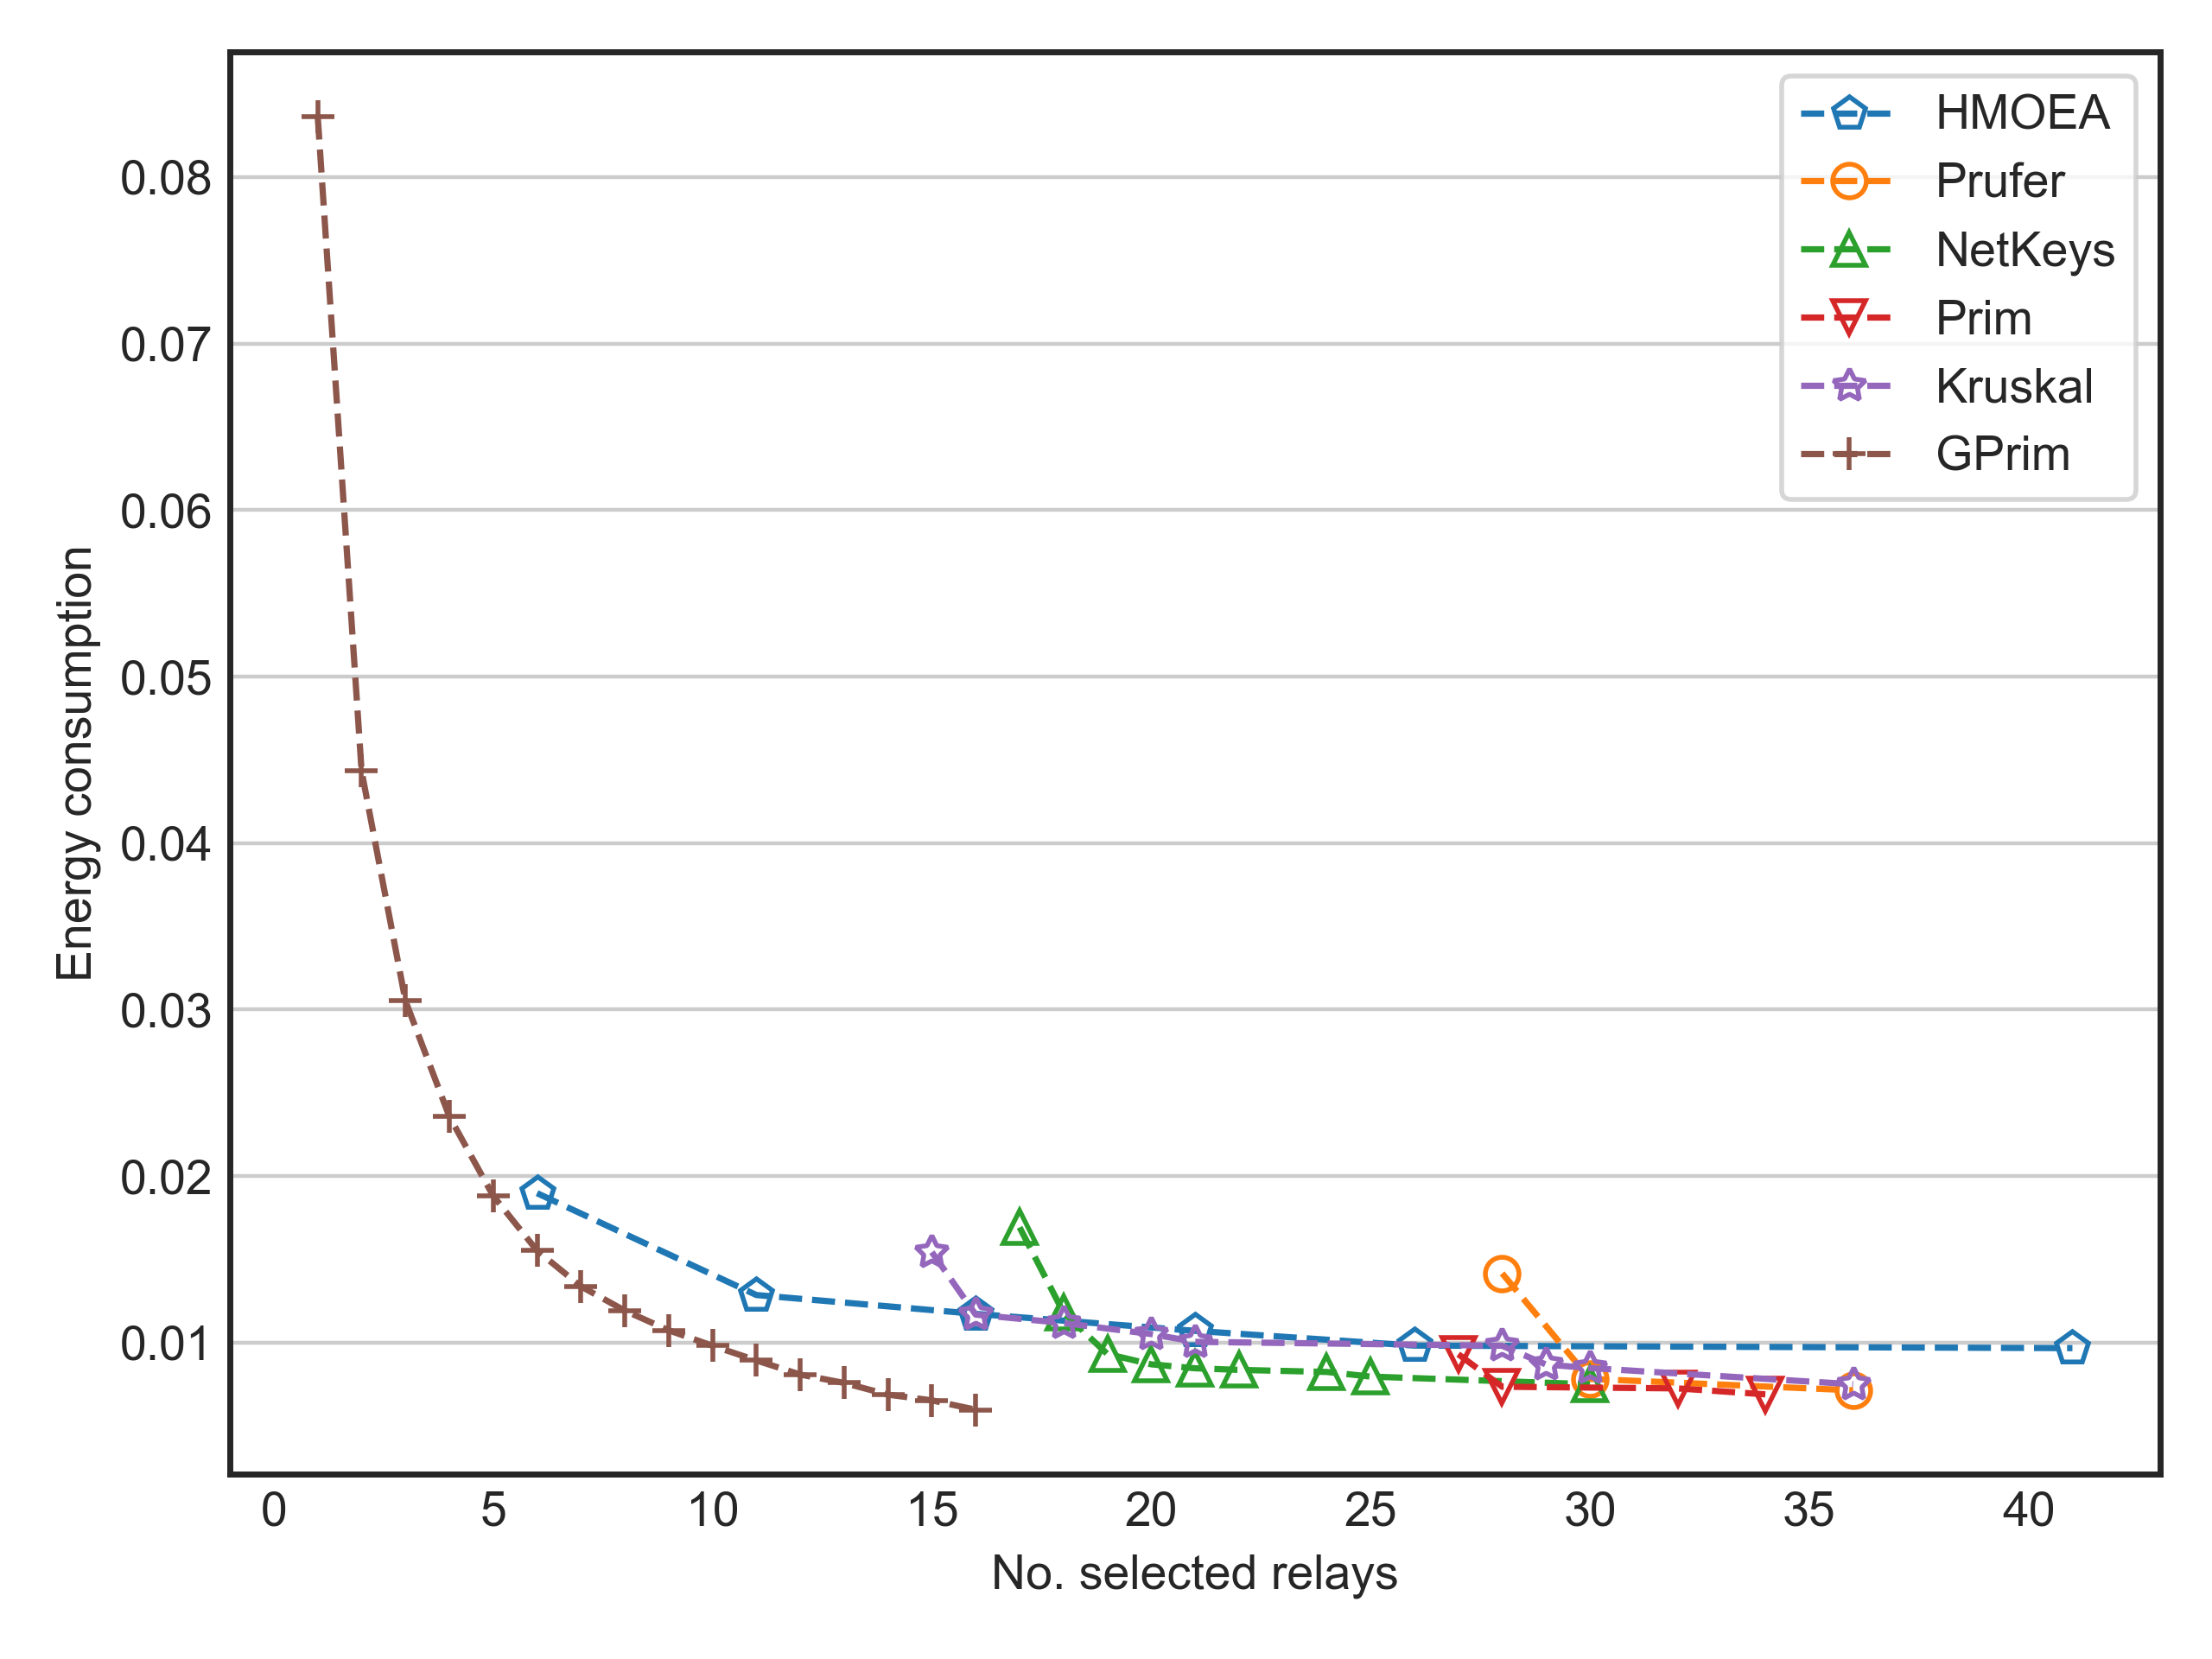 HMOEA
Prufer
NetKeys
Prim
Kruskal
GPrim
Energy consumption
0.08
0.07
0.06
0.05
0.04
0.03
0.02
0.01
0 5 10 15 20 25 30 35 40
No. selected relays